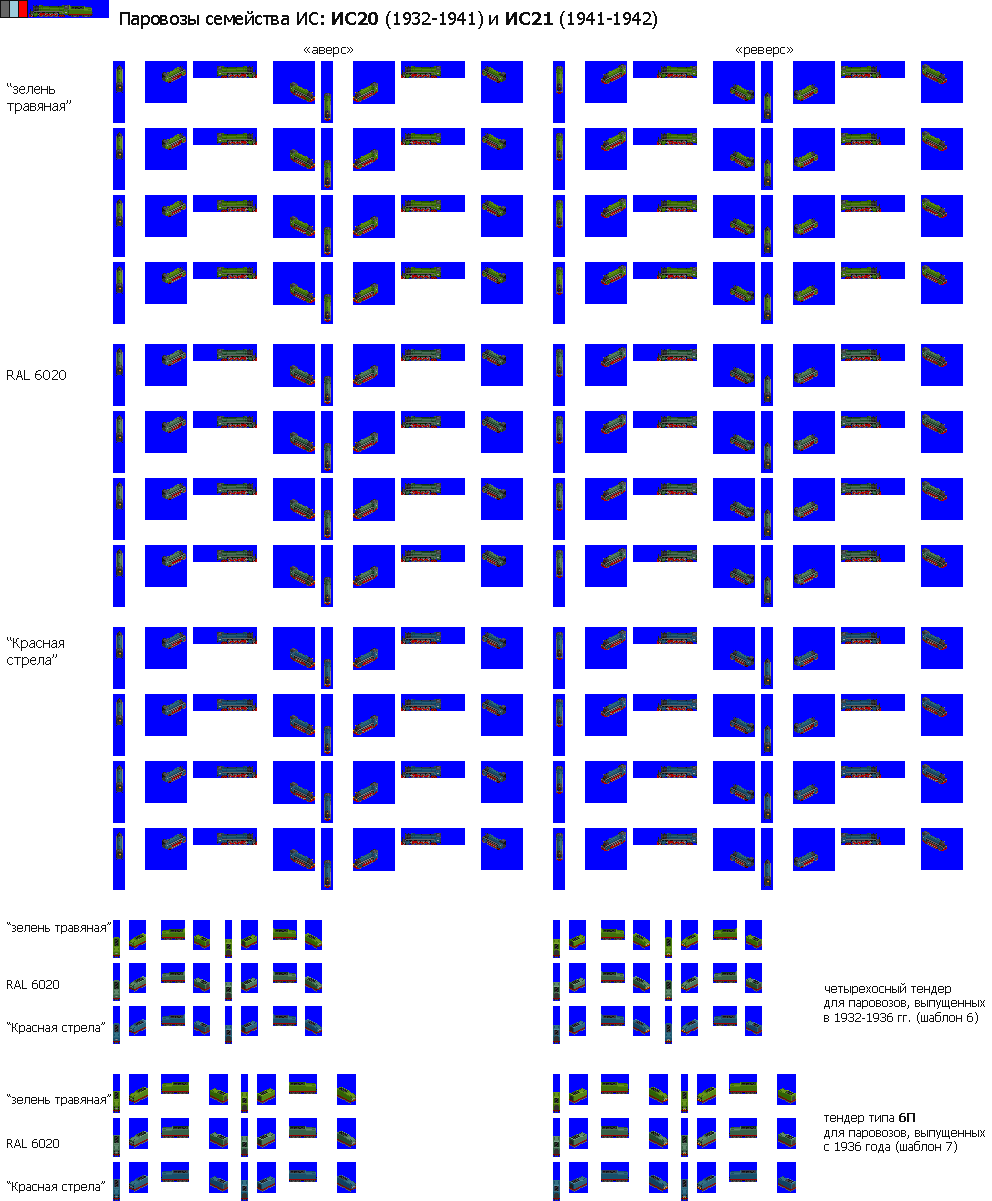 Паровозы семейства ИС: ИС20 (1932-1941) и ИС21 (1941-1942)
«аверс»
«реверс»
“зелень
травяная”
RAL 6020
“Красная
стрела”
“зелень травяная”
RAL 6020
“Красная стрела”
четырехосный тендер
для паровозов, выпущенных
в 1932-1936 гг. (шаблон 6)
“зелень травяная”
RAL 6020
“Красная стрела”
тендер типа 6П
для паровозов, выпущенных
с 1936 года (шаблон 7)